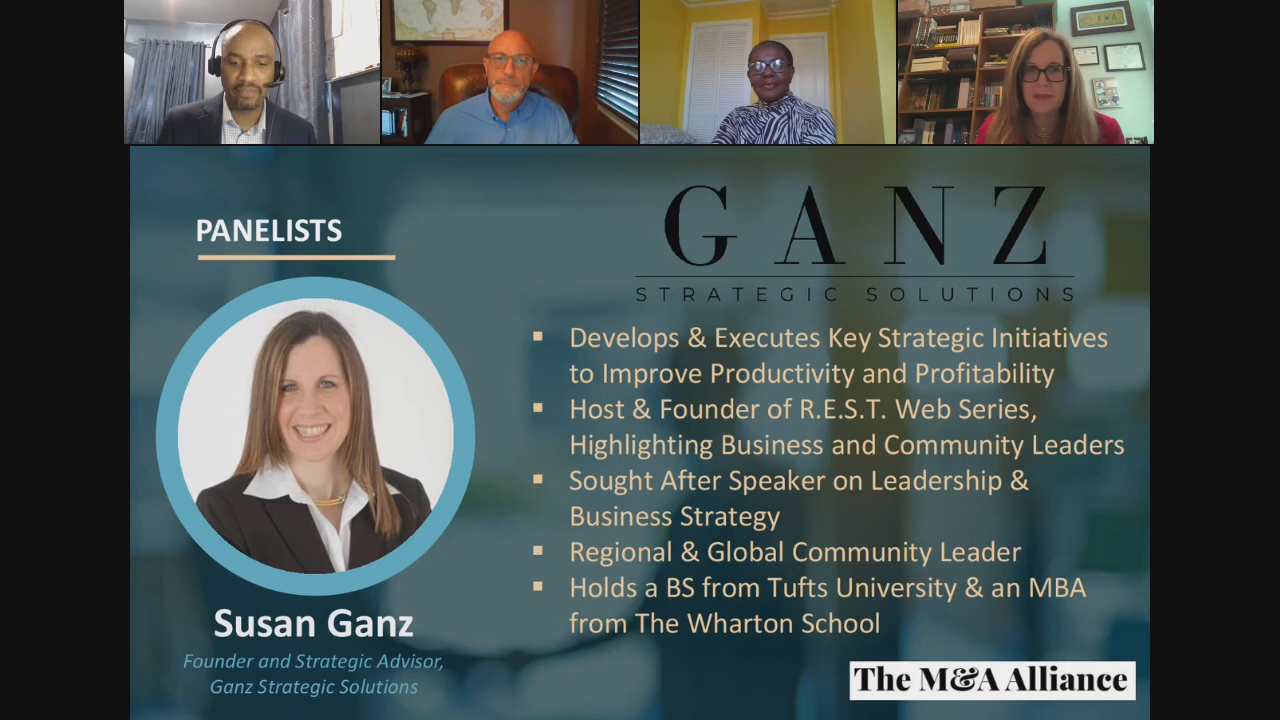 PANELISTS
GANZ
STRATEGIC SOLUTIONS
▪ Develops & Executes Key Strategic Initiatives
to Improve Productivity and Profitability
▪ Host & Founder of R.E.S.T. Web Series,
Highlighting Business and Community Leaders
▪ Sought After Speaker on Leadership &
Business Strategy
▪ Regional & Global Community Leader
▪ Holds a BS from Tufts University & an MBA
from The Wharton School
Susan Ganz
Founder and Strategic Advisor,
Ganz Strategic Solutions
The M&A Alliance